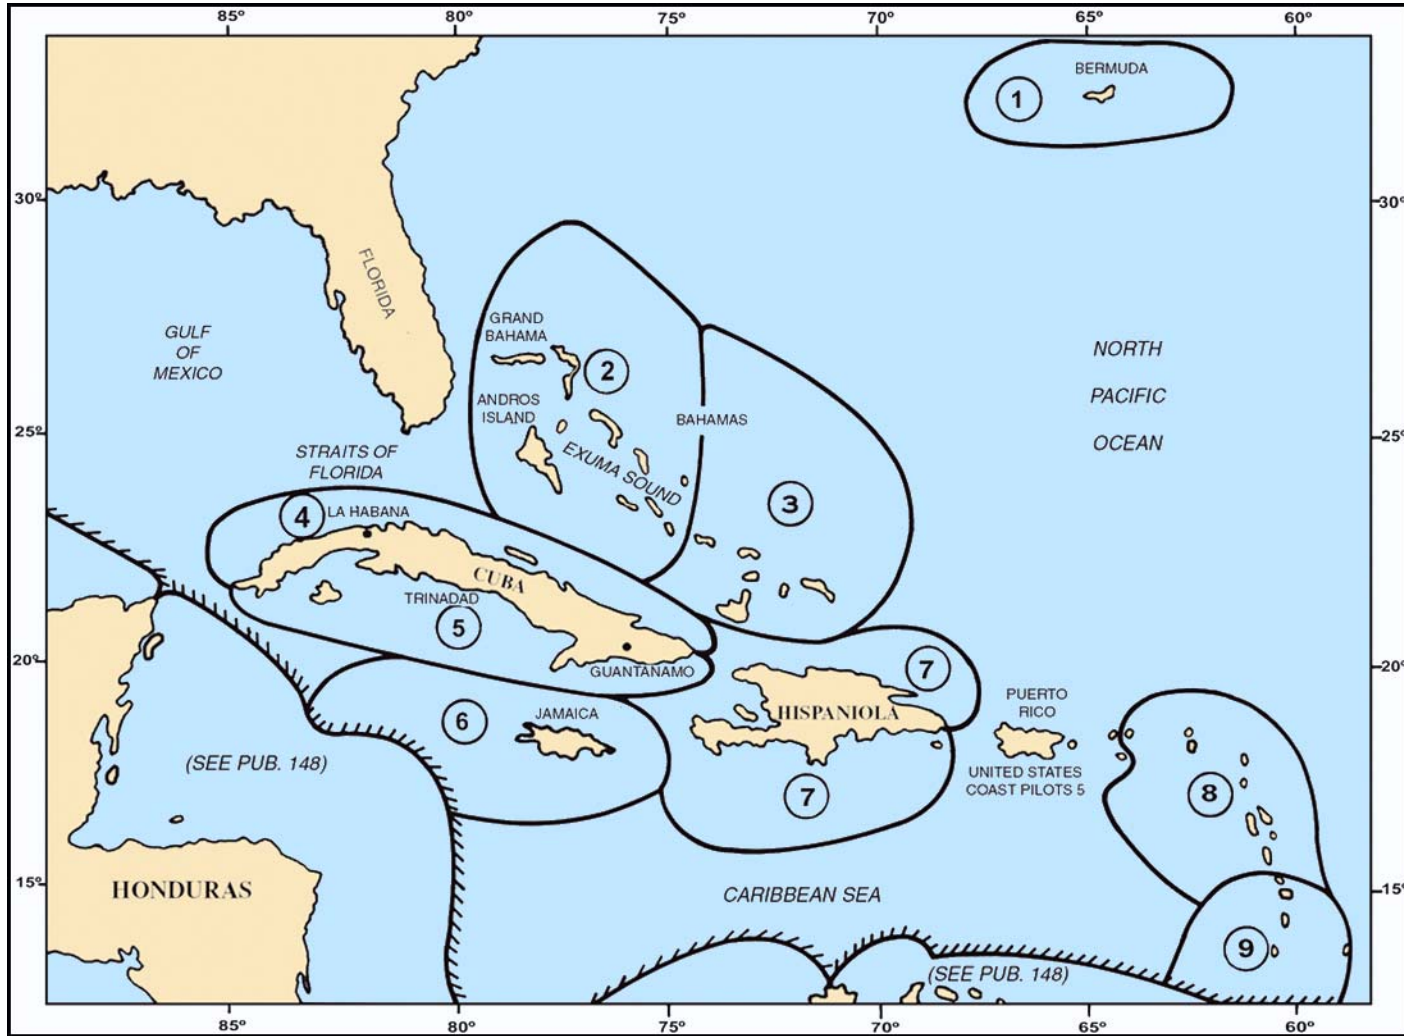 85° 80° 75° 70° 65° 60°
BERMUDA
1
30° 30°
FLORIDA
GULF
OF
MEXICO
GRAND
BAHAMA
2
NORTH
PACIFIC
OCEAN
ANDROS
ISLAND
BAHAMAS
25° 25°
EXUMA SOUND
STRAITS OF
FLORIDA
3
4
LA HABANA
CUBA
TRINADAD
5
GUANTANAMO
20° 20°
7
PUERTO
RICO
6
JAMAICA
HISPANIOLA
(SEE PUB. 148)
UNITED STATES
COAST PILOTS 5
7
8
HONDURAS
15° 15°
CARIBBEAN SEA
9
(SEE PUB. 148)
85° 80° 75° 70° 65° 60°